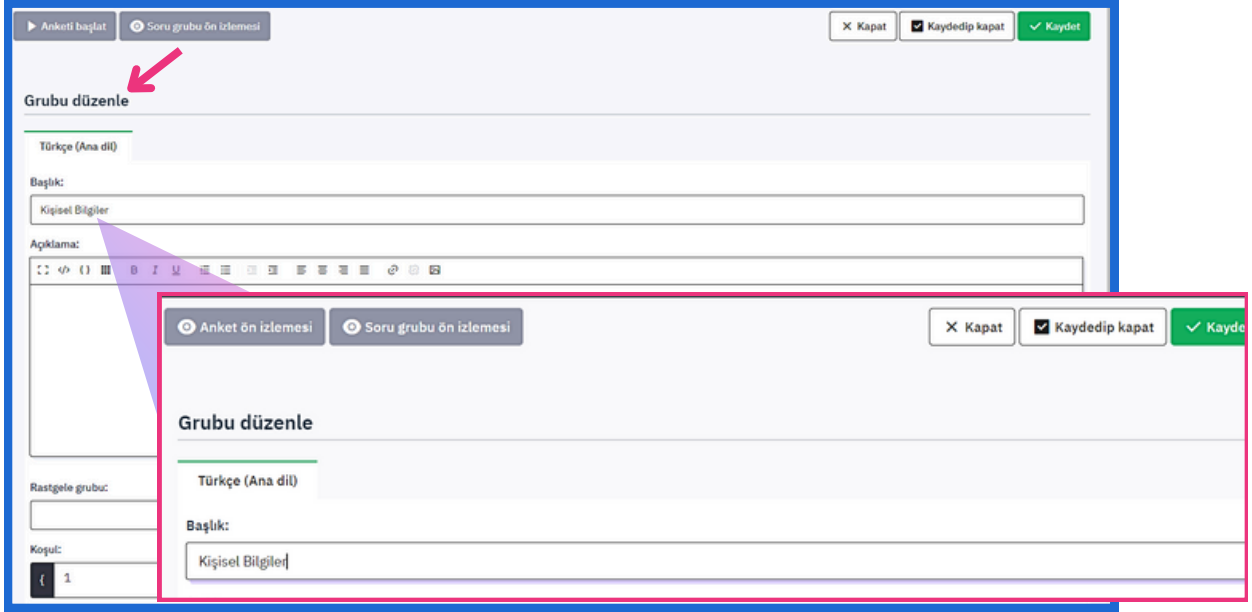 Anketi başlat
Soru grubu ön izlemesi
Kapat
Kaydedip kapat
Kaydet
Grubu düzenle
Türkçe (Ana dil)
Başlık:
Kişisel Bilgiler
Açıklama:
B I U
Rastgele grubu:
Koşul:
{ 1
Anket ön izlemesi
Soru grubu ön izlemesi
Kapat
Kaydedip kapat
Kayde
Grubu düzenle
Türkçe (Ana dil)
Başlık:
Kişisel Bilgiler